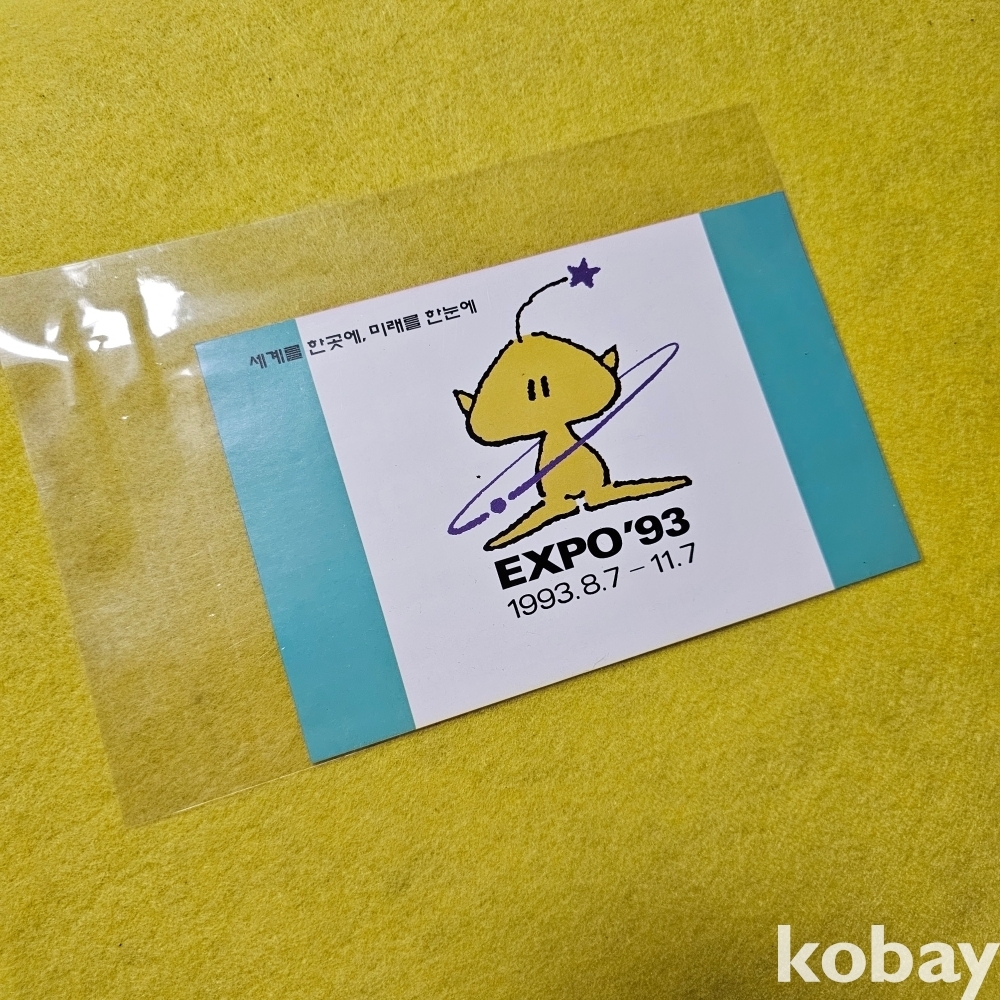 세계를 한곳에, 미래를 한눈에
EXPO '93
1993.8.7 – 11.7
kobay